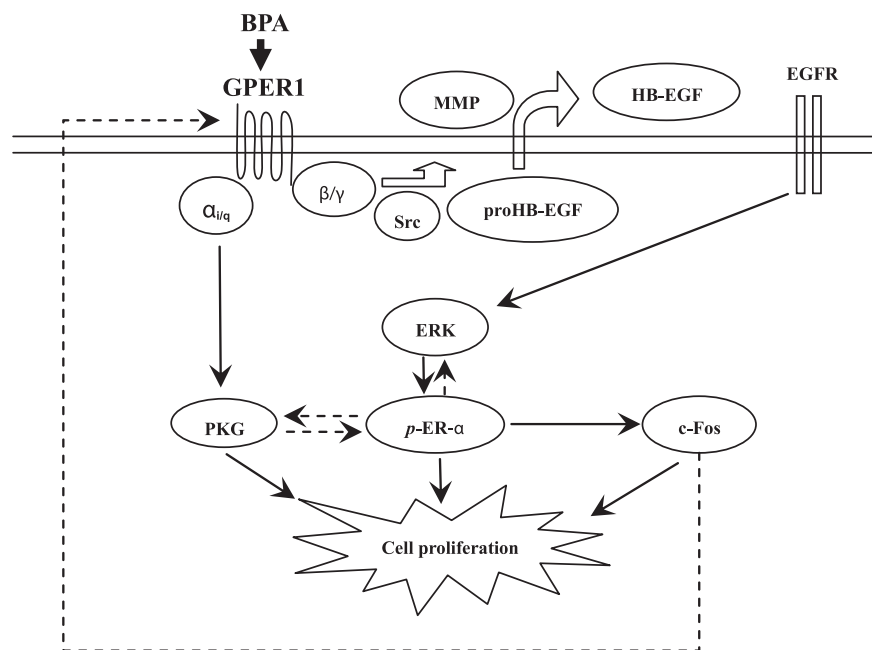 BPA
GPER1
EGFR
MMP
HB-EGF
β/γ
αi/q
Src
proHB-EGF
ERK
PKG
p-ER-α
c-Fos
Cell proliferation